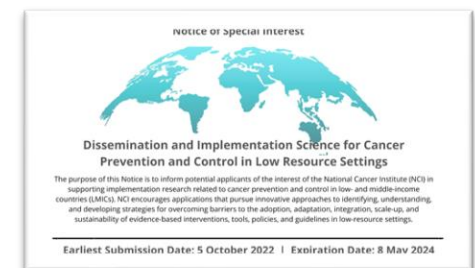 Notice of Special Interest
Dissemination and Implementation Science for Cancer
Prevention and Control in Low Resource Settings
The purpose of this Notice is to inform potential applicants of the interest of the National Cancer Institute (NCI) in
supporting implementation research related to cancer prevention and control in low- and middle-income
countries (LMICs). NCI encourages applications that pursue innovative approaches to identifying, understanding,
and developing strategies for overcoming barriers to the adoption, adaptation, integration, scale-up, and
sustainability of evidence-based interventions, tools, policies, and guidelines in low-resource settings.
Earliest Submission Date: 5 October 2022 | Expiration Date: 8 May 2024